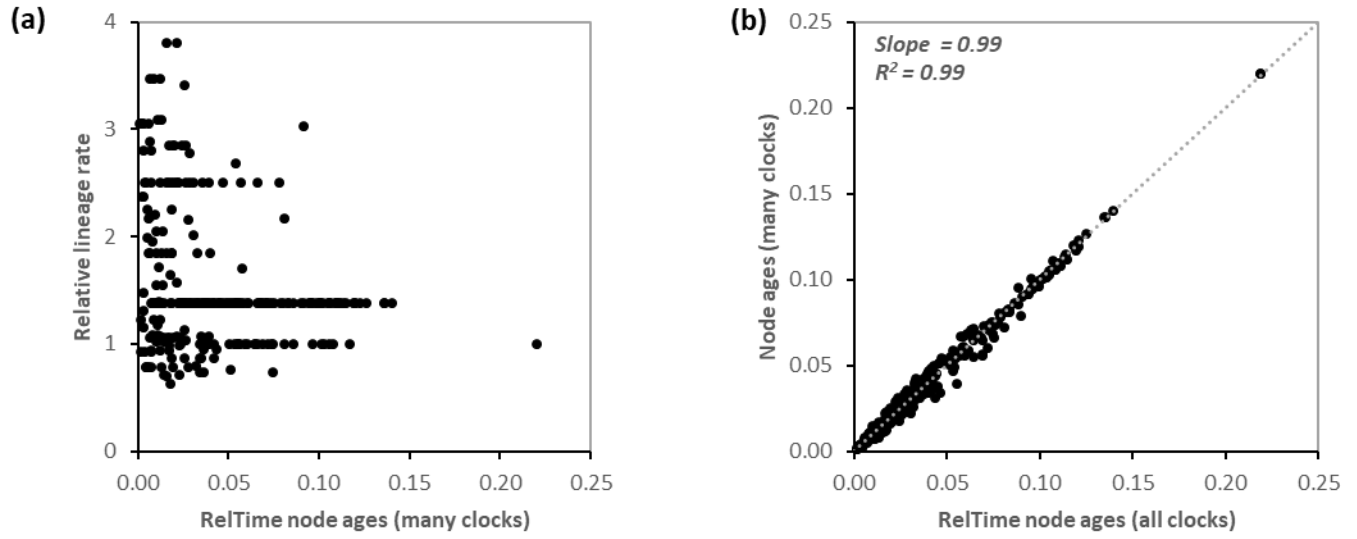 (a)
4
3
2
1
0
Relative lineage rate
0.00 0.05 0.10 0.15 0.20 0.25
RelTime node ages (many clocks)
(b)
Slope = 0.99
R² = 0.99
0.25
0.20
0.15
0.10
0.05
0.00
Node ages (many clocks)
0.00 0.05 0.10 0.15 0.20 0.25
RelTime node ages (all clocks)